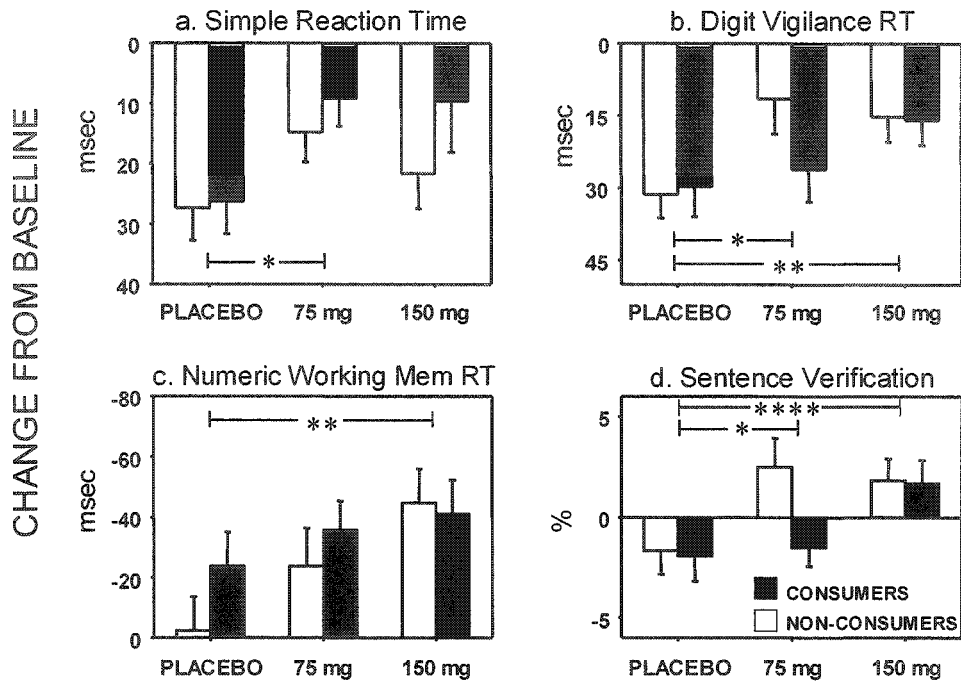 CHANGE FROM BASELINE
a. Simple Reaction Time
msec
0
10
20
30
40
*
PLACEBO 75 mg 150 mg
b. Digit Vigilance RT
msec
0
15
30
45
*
**
PLACEBO 75 mg 150 mg
c. Numeric Working Mem RT
msec
-80
-60
-40
-20
0
**
PLACEBO 75 mg 150 mg
d. Sentence Verification
%
5
0
-5
****
*
CONSUMERS
NON-CONSUMERS
PLACEBO 75 mg 150 mg